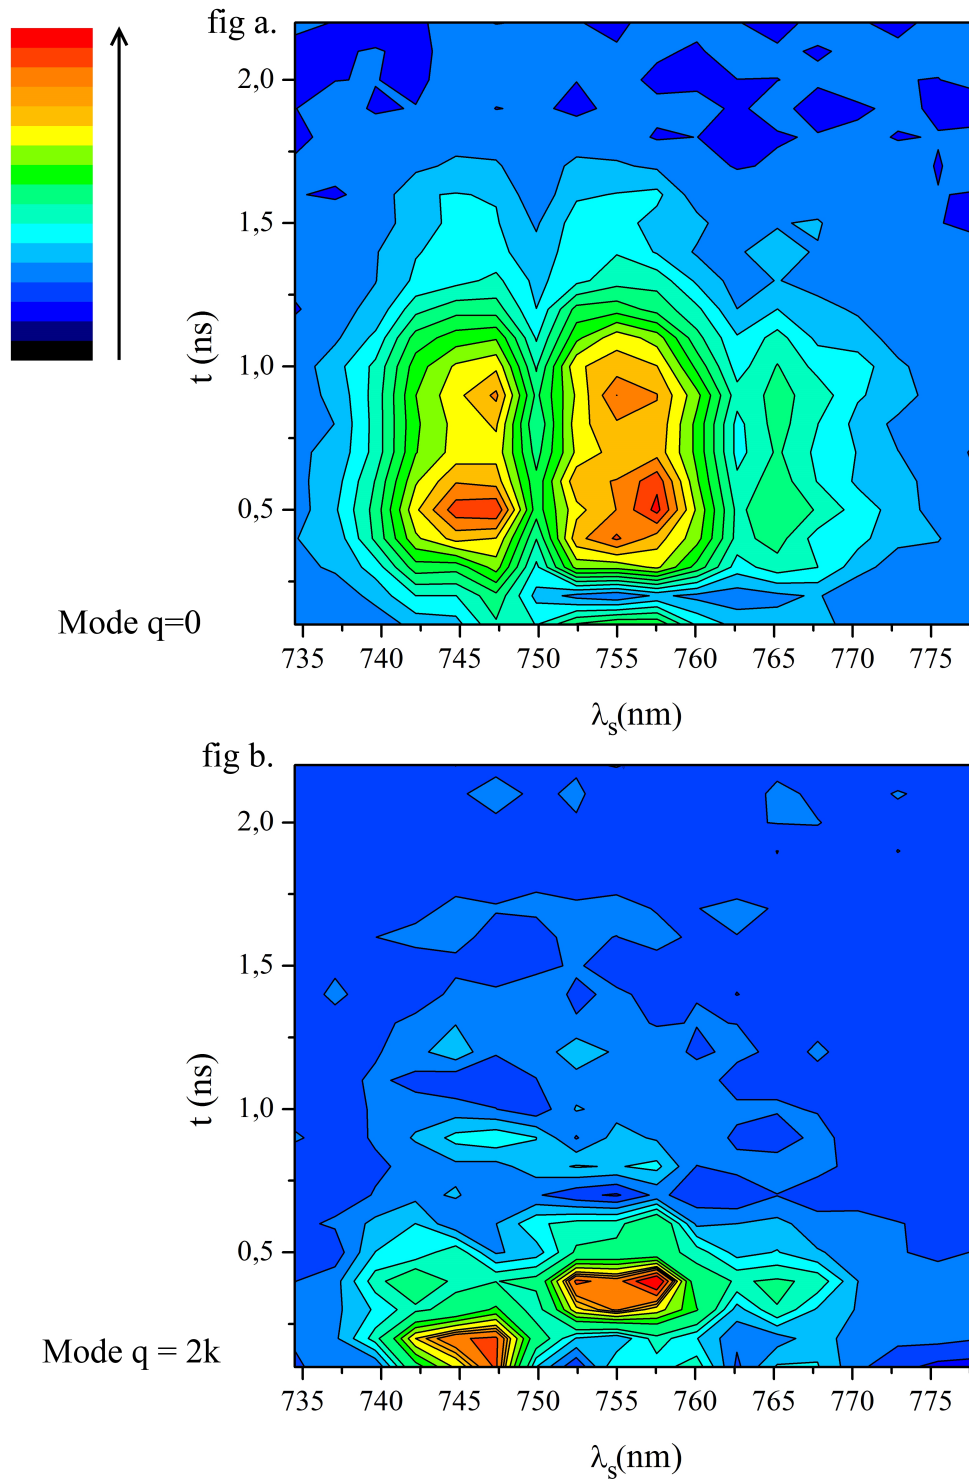 fig a.
2,0
1,5
1,0
0,5
t (ns)
Mode q=0
735 740 745 750 755 760 765 770 775
λs(nm)
fig b.
2,0
1,5
1,0
0,5
t (ns)
Mode q = 2k
735 740 745 750 755 760 765 770 775
λs(nm)